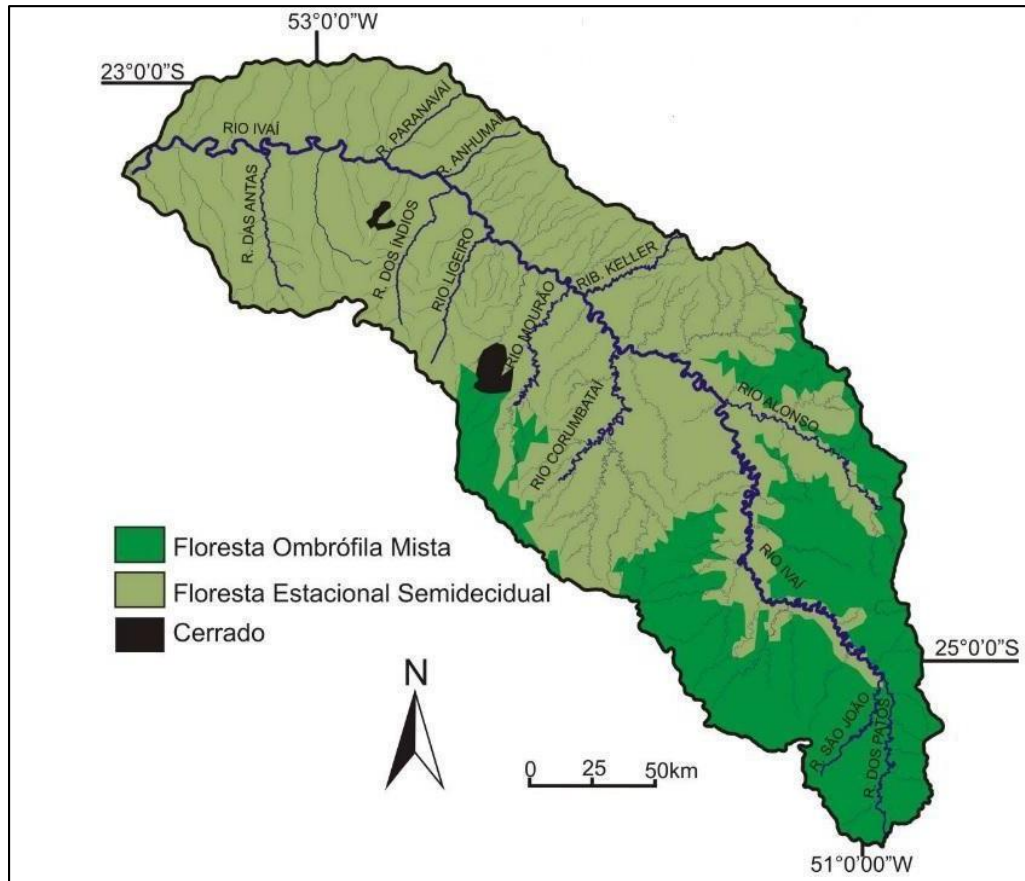 53°0'0"W
23°0'0"S
RIO IVAÍ
R. PARANAVAÍ
R. ANHUMAI
R. DAS ANTAS
R. DOS ÍNDIOS
RIO LIGEIRO
RIB. KELLER
RIO MOURÃO
RIO CORUMBATAÍ
RIO ALONSO
RIO IVAÍ
Floresta Ombrófila Mista
Floresta Estacional Semidecidual
Cerrado
N
25°0'0"S
R. SÃO JOÃO
R. DOS PATOS
0 25 50km
51°0'00"W